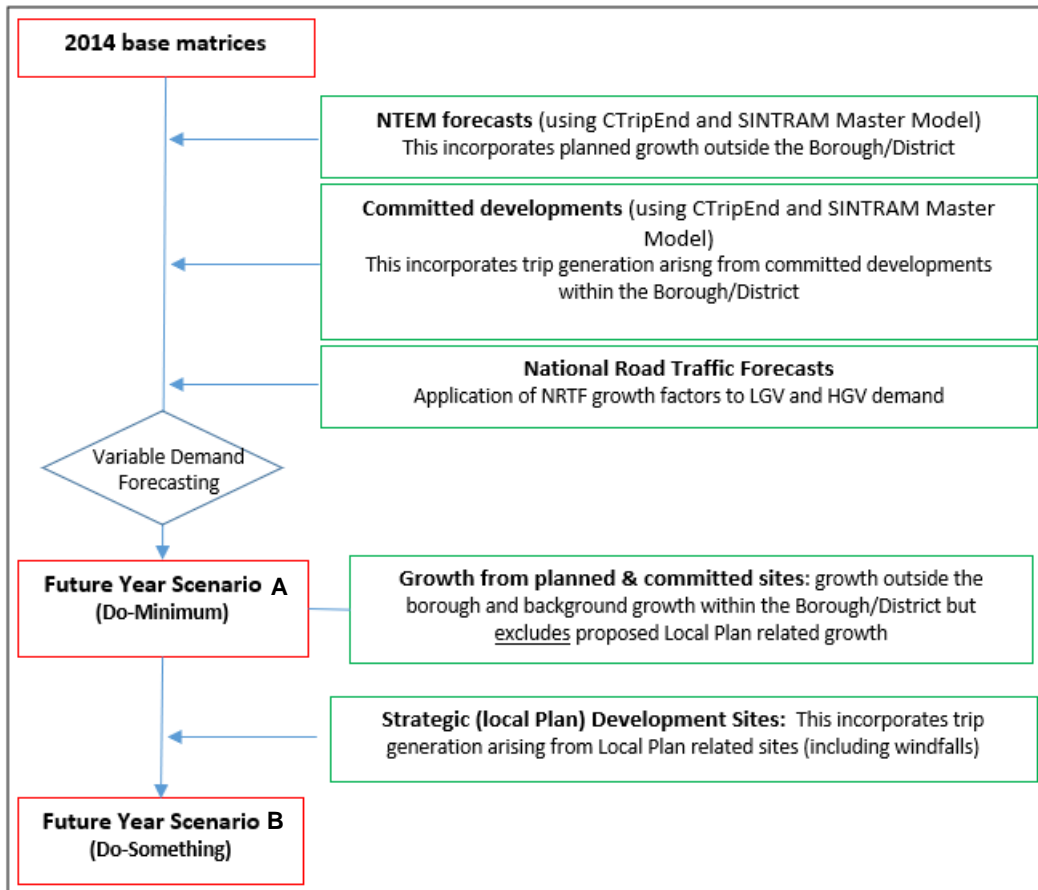 2014 base matrices
NTEM forecasts (using CTripEnd and SINTRAM Master Model)
This incorporates planned growth outside the Borough/District
Committed developments (using CTripEnd and SINTRAM Master
Model)
This incorporates trip generation arisng from committed developments
within the Borough/District
National Road Traffic Forecasts
Application of NRTF growth factors to LGV and HGV demand
Variable Demand
Forecasting
Future Year Scenario A
(Do-Minimum)
Growth from planned & committed sites: growth outside the
borough and background growth within the Borough/District but
excludes proposed Local Plan related growth
Strategic (local Plan) Development Sites: This incorporates trip
generation arising from Local Plan related sites (including windfalls)
Future Year Scenario B
(Do-Something)